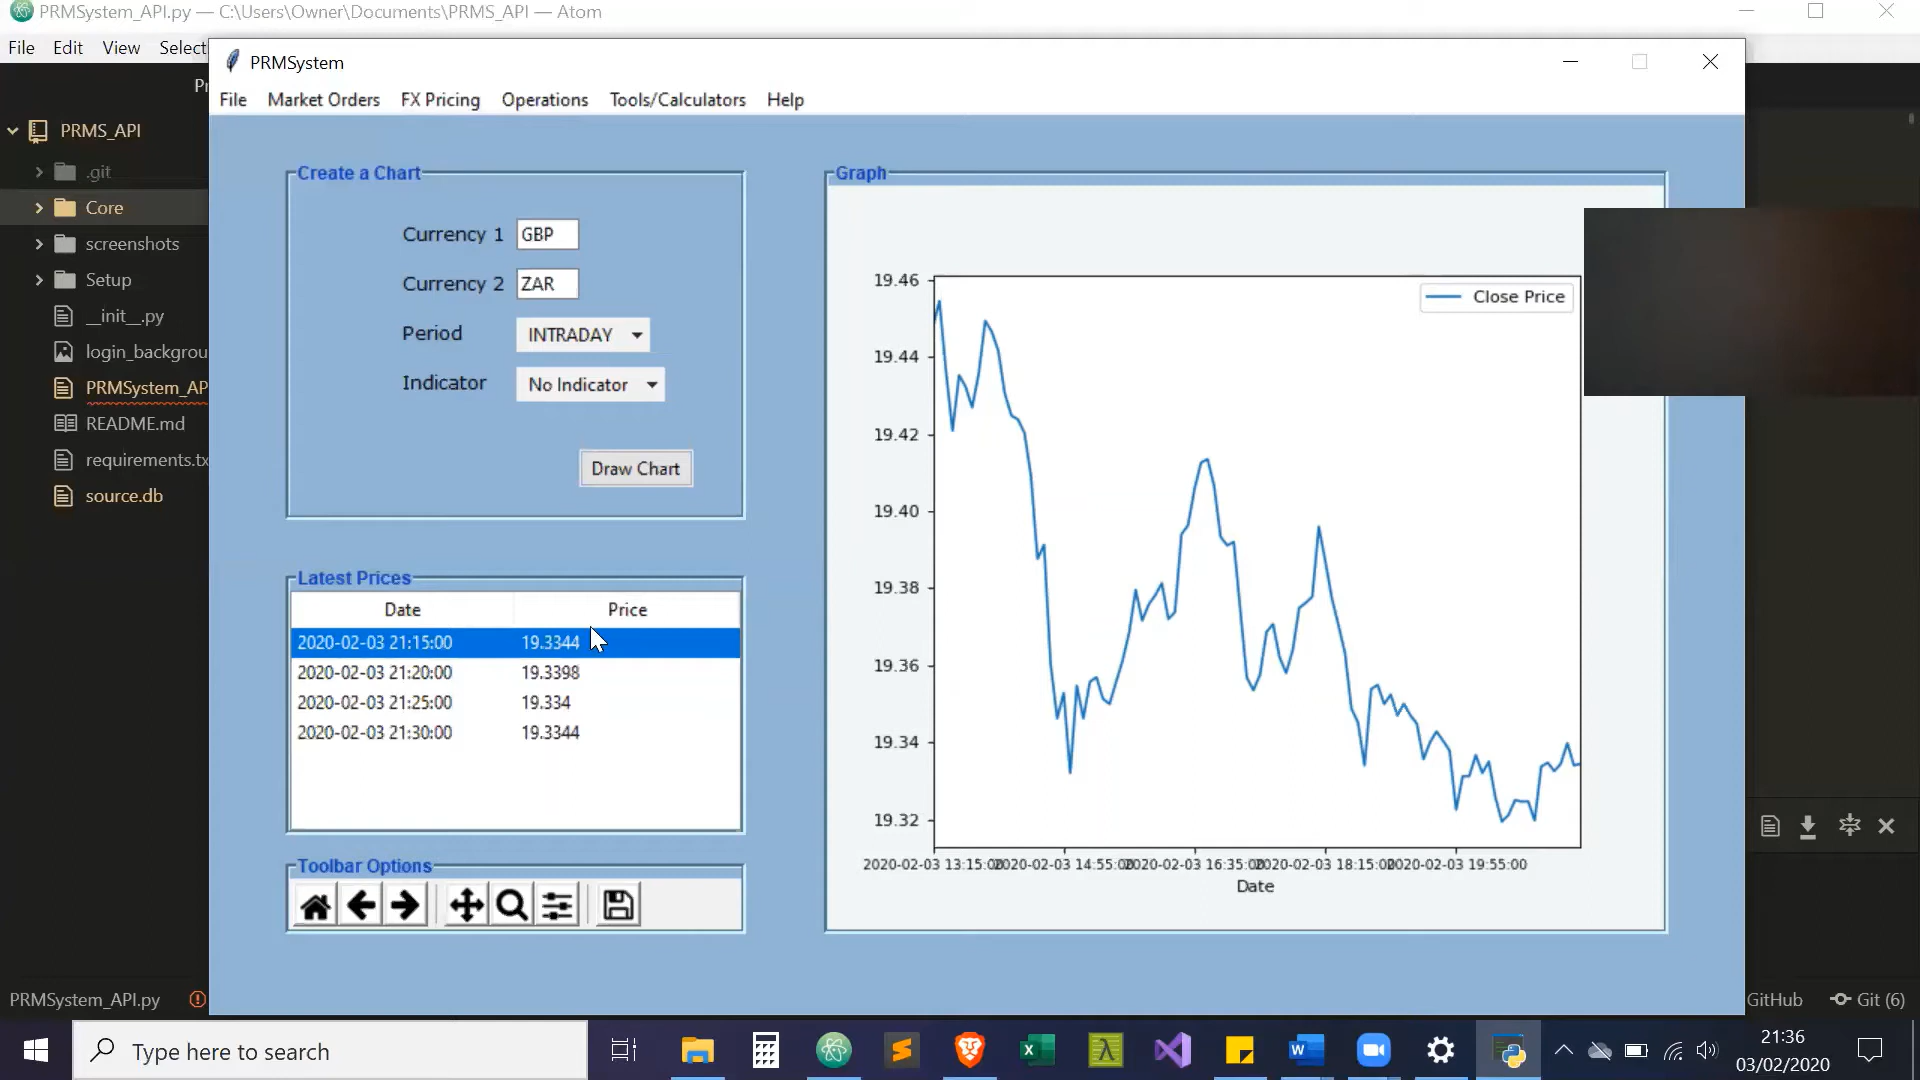 PRMSystem_API.py — C:\Users\Owner\Documents\PRMS_API — Atom
File Edit View Select
PRMSystem
File Market Orders FX Pricing Operations Tools/Calculators Help
Pr
PRMS_API
.git
Core
screenshots
Setup
__init__.py
login_backgrou
PRMSystem_AP
README.md
requirements.tx
source.db
Create a Chart
Currency 1 GBP
Currency 2 ZAR
Period INTRADAY
Indicator No Indicator
Draw Chart
Latest Prices
Date Price
2020-02-03 21:15:00 19.3344
2020-02-03 21:20:00 19.3398
2020-02-03 21:25:00 19.334
2020-02-03 21:30:00 19.3344
Toolbar Options
Graph
Close Price
19.46
19.44
19.42
19.40
19.38
19.36
19.34
19.32
2020-02-03 13:15:00 2020-02-03 14:55:00 2020-02-03 16:35:00 2020-02-03 18:15:00 2020-02-03 19:55:00
Date
PRMSystem_API.py
GitHub Git (6)
Type here to search
21:36
03/02/2020